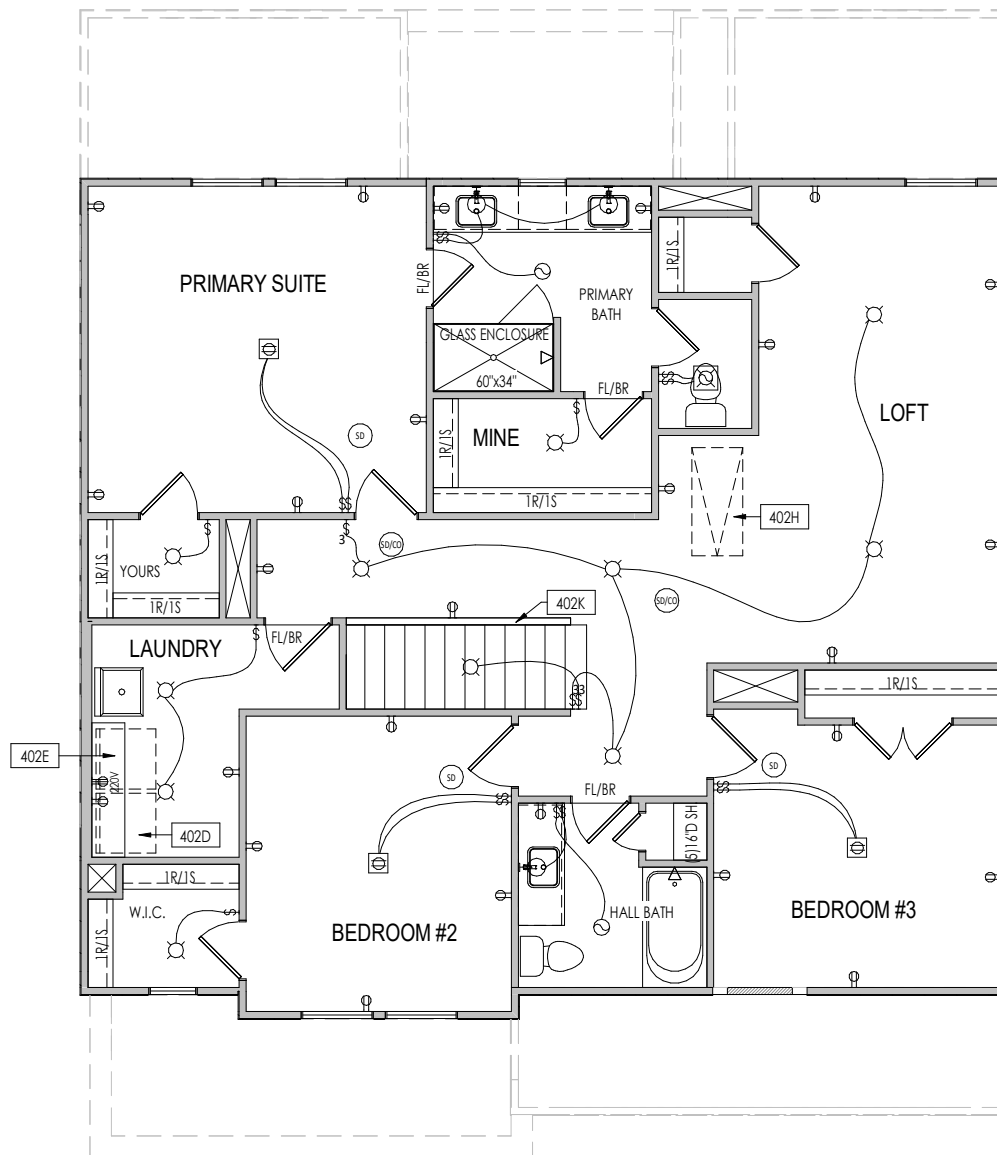 PRIMARY SUITE
FL/BR
PRIMARY
BATH
GLASS ENCLOSURE
60"x34"
1R/1S
LOFT
FL/BR
MINE
1R/1S
1R/1S
SD
402H
3
SD/CO
YOURS
1R/1S
1R/1S
402K
SD/CO
LAUNDRY
FL/BR
1R/1S
33
402E
220V
402D
SD
SD
FL/BR
(5)16"D SH
1R/1S
W.I.C.
1R/1S
HALL BATH
BEDROOM #2
BEDROOM #3